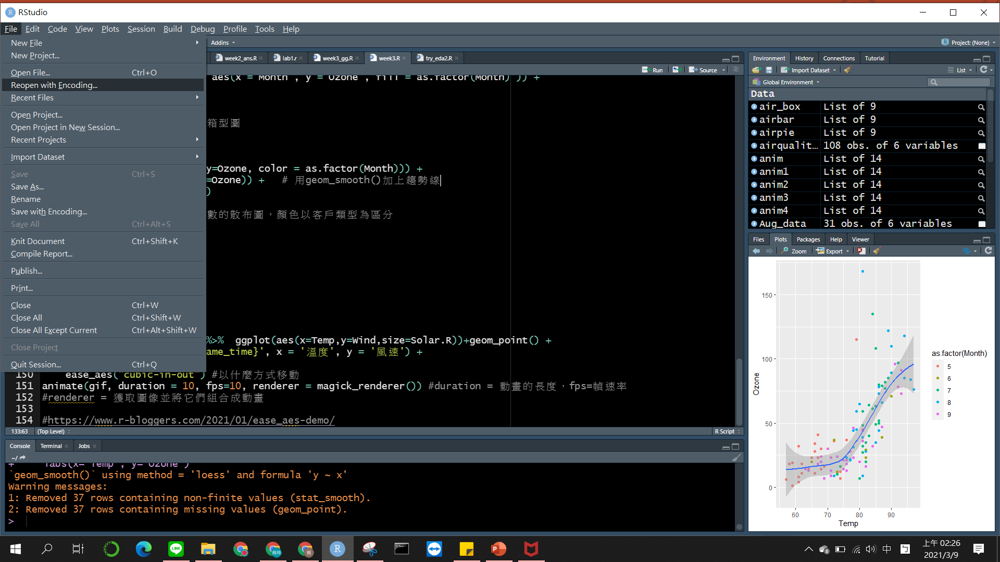 RStudio
File Edit Code View Plots Session Build Debug Profile Tools Help
New File
New Project...
Open File... Ctrl+O
Reopen with Encoding...
Recent Files
Open Project...
Open Project in New Session...
Recent Projects
Import Dataset
Save Ctrl+S
Save As...
Rename
Save with Encoding...
Save All Ctrl+Alt+S
Knit Document Ctrl+Shift+K
Compile Report...
Publish...
Print...
Close Ctrl+W
Close All Ctrl+Shift+W
Close All Except Current Ctrl+Alt+Shift+W
Close Project
Quit Session... Ctrl+Q
Addins
Project: (None)
week2_ans.R lab1.r week3_gg.R week3.R try_eda2.R
Run Source
aes(x = Month , y = Ozone , fill = as.factor(Month) )) +
箱型圖
y=Ozone, color = as.factor(Month))) +
=Ozone)) + # 用geom_smooth()加上趨勢線
)
數的散布圖，顏色以客戶類型為區分
%>% ggplot(aes(x=Temp,y=Wind,size=Solar.R))+geom_point() +
ame_time}', x = '溫度', y = '風速') +
150 ease_aes("cubic-in-out") #以什麼方式移動
151 animate(gif, duration = 10, fps=10, renderer = magick_renderer()) #duration = 動畫的長度，fps=幀速率
152 #renderer = 獲取圖像並將它們組合成動畫
153
154 #https://www.r-bloggers.com/2021/01/ease_aes-demo/
133:63 (Top Level) R Script
Console Terminal Jobs
~/
+ labs(x='Temp', y='Ozone')
`geom_smooth()` using method = 'loess' and formula 'y ~ x'
Warning messages:
1: Removed 37 rows containing non-finite values (stat_smooth).
2: Removed 37 rows containing missing values (geom_point).
>
Environment History Connections Tutorial
Import Dataset List
Global Environment
Data
air_box List of 9
airbar List of 9
airpie List of 9
airqualit... 108 obs. of 6 variables
anim List of 14
anim1 List of 14
anim2 List of 14
anim3 List of 14
anim4 List of 14
Aug_data 31 obs. of 6 variables
Files Plots Packages Help Viewer
Zoom Export
150
100
50
0
Ozone
60 70 80 90
Temp
as.factor(Month)
5
6
7
8
9
LINE
中
上午 02:26
2021/3/9